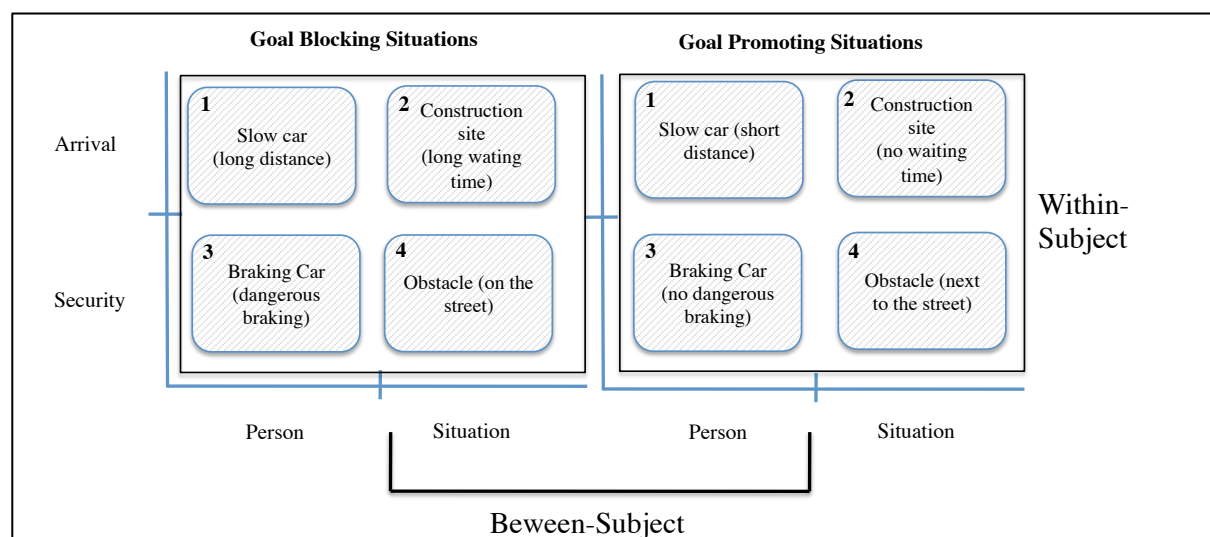 Goal Blocking Situations
Goal Promoting Situations
Arrival
Security
1
Slow car
(long distance)
2
Construction
site
(long wating
time)
3
Braking Car
(dangerous
braking)
4
Obstacle (on the
street)
1
Slow car (short
distance)
2
Construction
site
(no waiting
time)
3
Braking Car
(no dangerous
braking)
4
Obstacle (next
to the street)
Within-
Subject
Person
Situation
Person
Situation
Beween-Subject